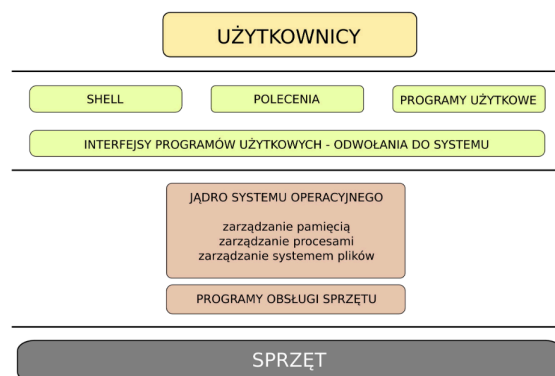 UŻYTKOWNICY
SHELL
POLECENIA
PROGRAMY UŻYTKOWE
INTERFEJSY PROGRAMÓW UŻYTKOWYCH - ODWOŁANIA DO SYSTEMU
JĄDRO SYSTEMU OPERACYJNEGO
zarządzanie pamięcią
zarządzanie procesami
zarządzanie systemem plików
PROGRAMY OBSŁUGI SPRZĘTU
SPRZĘT